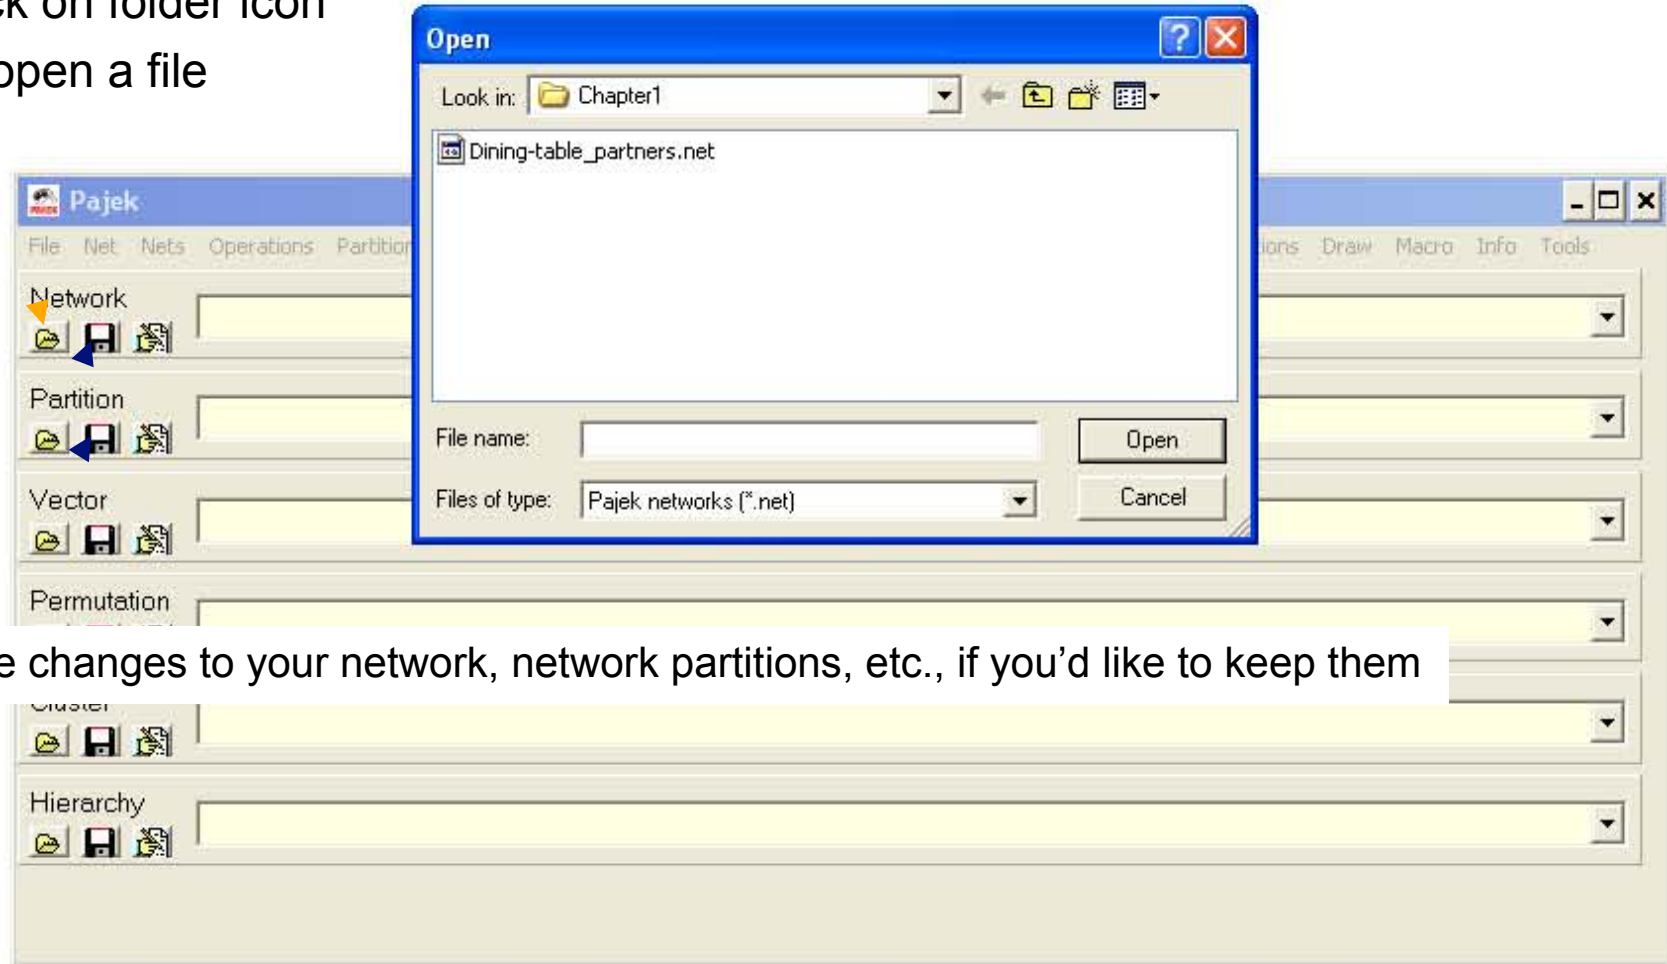 ck on folder icon
open a file
Open
Look in: Chapter1
Dining-table_partners.net
Pajek
File Net Nets Operations Partition
ions Draw Macro Info Tools
Network
Partition
File name:
Open
Vector
Files of type: Pajek networks (*.net)
Cancel
Permutation
e changes to your network, network partitions, etc., if you'd like to keep them
Cluster
Hierarchy